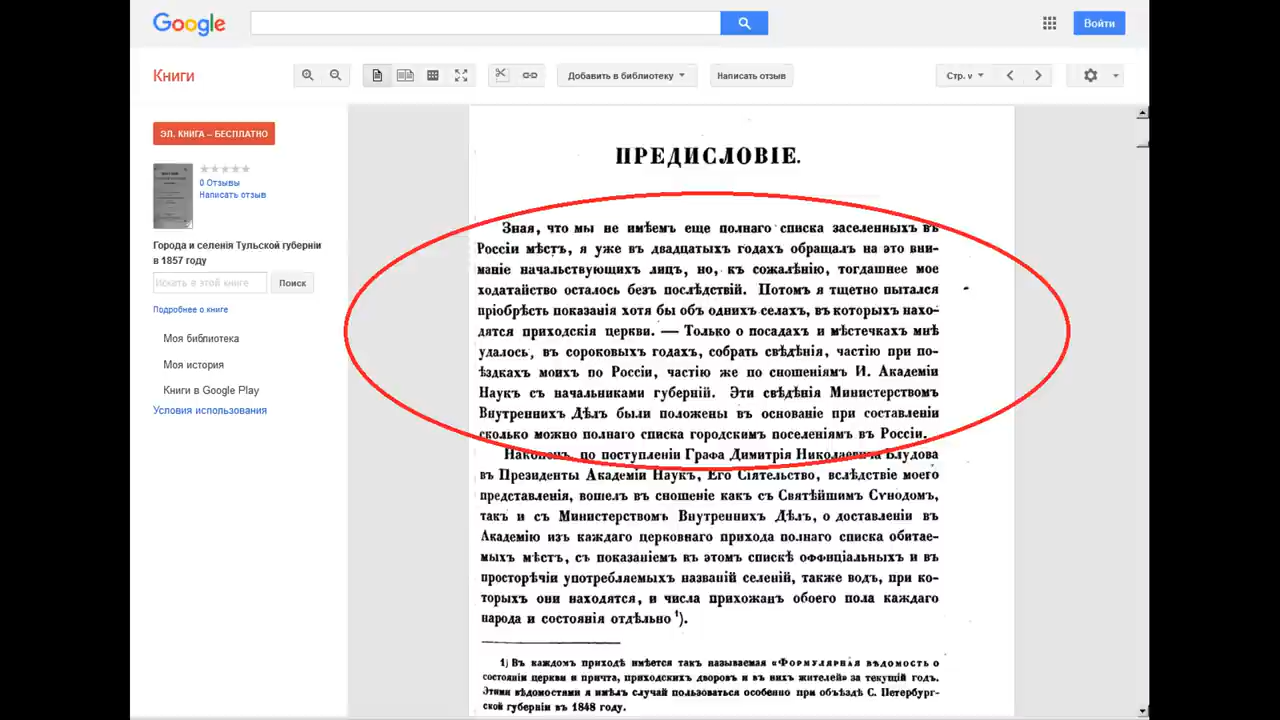 Google
Войти
Книги
Добавить в библиотеку
Написать отзыв
Стр. v
ЭЛ. КНИГА – БЕСПЛАТНО
0 Отзывы
Написать отзыв
Города и селенія Тульской губерніи
в 1857 году
Искать в этой книге
Поиск
Подробнее о книге
Моя библиотека
Моя история
Книги в Google Play
Условия использования
ПРЕДИСЛОВІЕ.
Зная, что мы не имѣемъ еще полнаго списка заселенныхъ въ
Россіи мѣстъ, я уже въ двадцатыхъ годахъ обращалъ на это вни-
маніе начальствующихъ лицъ, но, къ сожалѣнію, тогдашнее мое
ходатайство осталось безъ послѣдствій. Потомъ я тщетно пытался
пріобрѣсть показанія хотя бы объ однихъ селахъ, въ которыхъ нахо-
дятся приходскія церкви. — Только о посадахъ и мѣстечкахъ мнѣ
удалось, въ сороковыхъ годахъ, собрать свѣдѣнія, частію при по-
ѣздкахъ моихъ по Россіи, частію же по сношеніямъ И. Академіи
Наукъ съ начальниками губерній. Эти свѣдѣнія Министерствомъ
Внутреннихъ Дѣлъ были положены въ основаніе при составленіи
сколько можно полнаго списка городскимъ поселеніямъ въ Россіи.
Наконецъ, по поступленіи Графа Димитрія Николаевича Блудова
въ Президенты Академіи Наукъ, Его Сіятельство, вслѣдствіе моего
представленія, вошелъ въ сношеніе какъ съ Святѣйшимъ Сѵнодомъ,
такъ и съ Министерствомъ Внутреннихъ Дѣлъ, о доставленіи въ
Академію изъ каждаго церковнаго прихода полнаго списка обитае-
мыхъ мѣстъ, съ показаніемъ въ этомъ спискѣ оффиціальныхъ и въ
просторѣчіи употребляемыхъ названій селеній, также водъ, при ко-
торыхъ они находятся, и числа прихожанъ обоего пола каждаго
народа и состоянія отдѣльно ¹).
1) Въ каждомъ приходѣ имѣется такъ называемая «Формулярная вѣдомость о
состояніи церкви и причта, приходскихъ дворовъ и въ нихъ жителей» за текущій годъ.
Этими вѣдомостями я имѣлъ случай пользоваться особенно при объѣздѣ С. Петербург-
ской губерніи въ 1848 году.